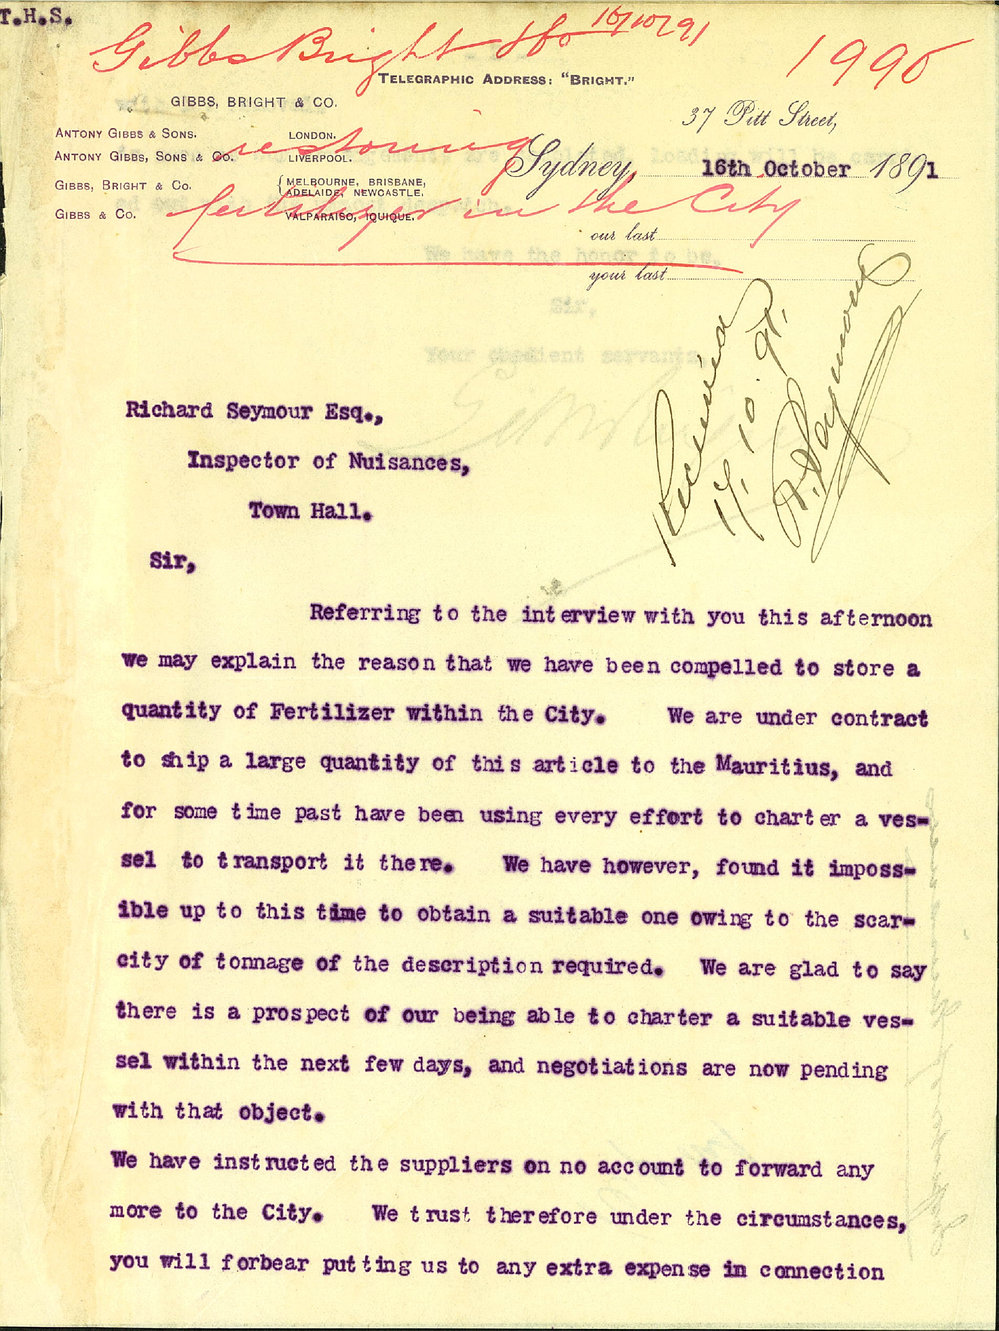 T.H.S.
Gibbs Bright & Co 16/10/91
1990
TELEGRAPHIC ADDRESS: "BRIGHT."
GIBBS, BRIGHT & CO.
37 Pitt Street,
ANTONY GIBBS & SONS. LONDON.
ANTONY GIBBS, SONS & CO. LIVERPOOL.
GIBBS, BRIGHT & CO. { MELBOURNE, BRISBANE,
ADELAIDE, NEWCASTLE.
GIBBS & CO. VALPARAISO, IQUIQUE.
re storing
fertilizer in the City
Sydney, 16th October 1891
our last
your last
Received
17.10.91.
Richard Seymour Esq.,
Inspector of Nuisances,
Town Hall.
Sir,
Referring to the interview with you this afternoon
we may explain the reason that we have been compelled to store a
quantity of Fertilizer within the City. We are under contract
to ship a large quantity of this article to the Mauritius, and
for some time past have been using every effort to charter a ves-
sel to transport it there. We have however, found it imposs-
ible up to this time to obtain a suitable one owing to the scar-
city of tonnage of the description required. We are glad to say
there is a prospect of our being able to charter a suitable ves-
sel within the next few days, and negotiations are now pending
with that object.
We have instructed the suppliers on no account to forward any
more to the City. We trust therefore under the circumstances,
you will forbear putting us to any extra expense in connection